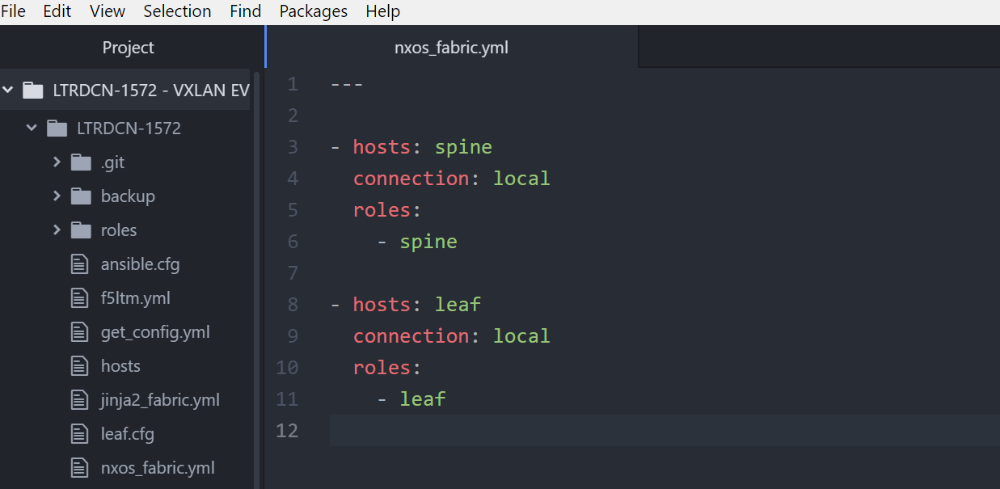 File Edit View Selection Find Packages Help
Project
LTRDCN-1572 - VXLAN EV
LTRDCN-1572
.git
backup
roles
ansible.cfg
f5ltm.yml
get_config.yml
hosts
jinja2_fabric.yml
leaf.cfg
nxos_fabric.yml
nxos_fabric.yml
1 ---
2
3 - hosts: spine
4   connection: local
5   roles:
6     - spine
7
8 - hosts: leaf
9   connection: local
10   roles:
11     - leaf
12